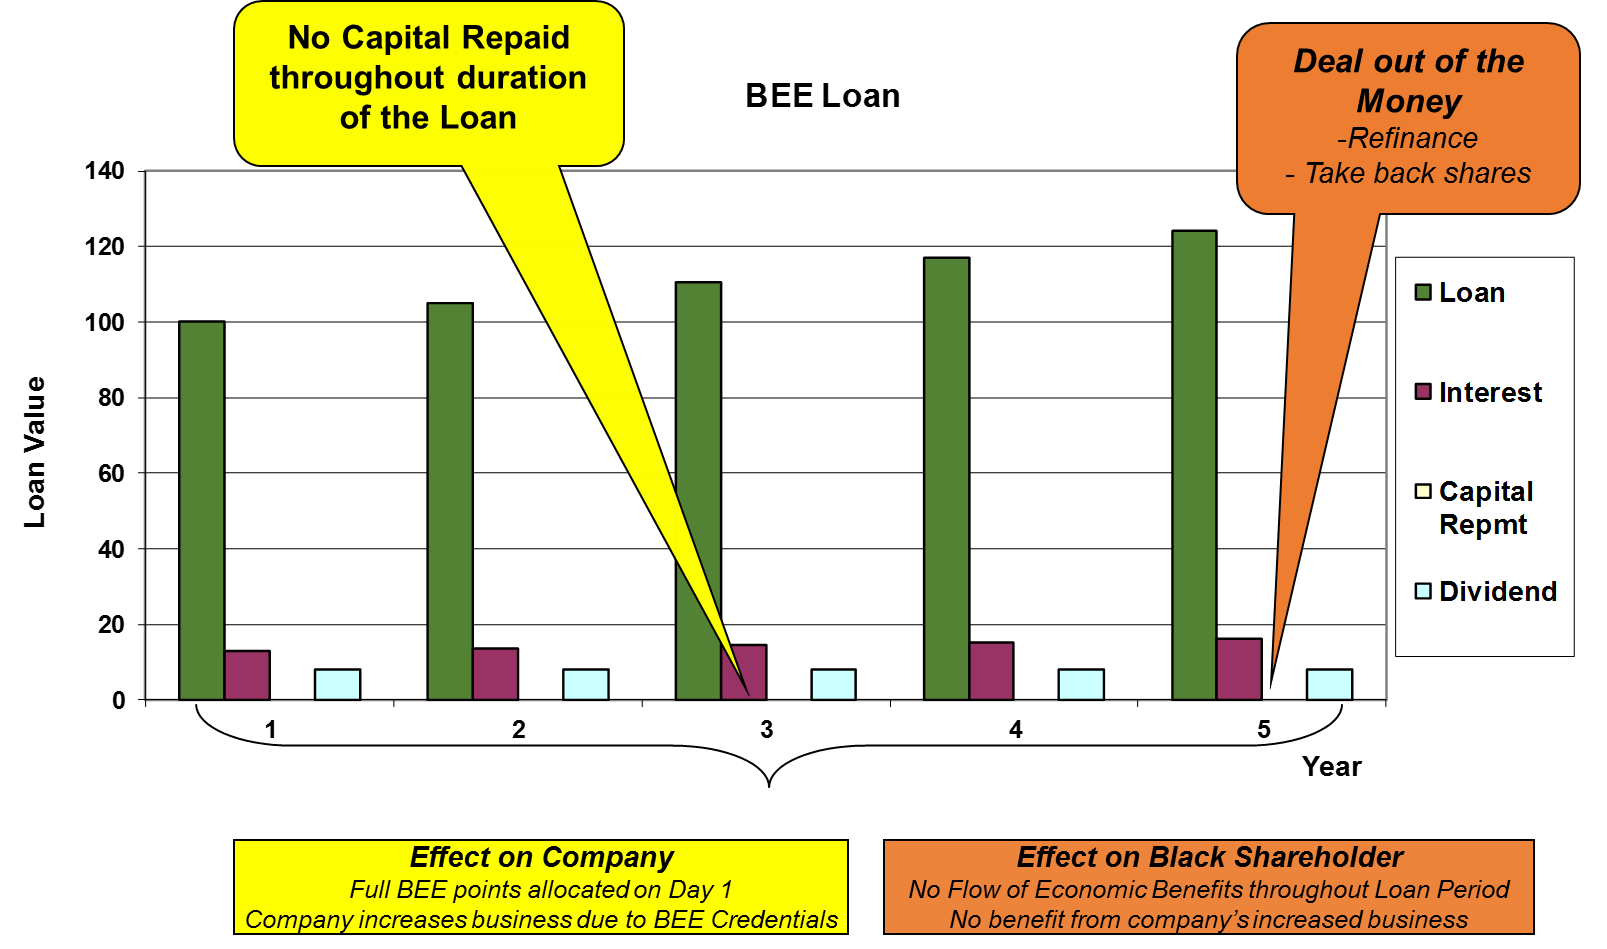 No Capital Repaid
throughout duration
of the Loan
BEE Loan
Deal out of the
Money
-Refinance
- Take back shares
140
120
100
80
60
40
20
0
Loan Value
1
2
3
4
5
Year
Loan
Interest
Capital
Repmt
Dividend
Effect on Company
Full BEE points allocated on Day 1
Company increases business due to BEE Credentials
Effect on Black Shareholder
No Flow of Economic Benefits throughout Loan Period
No benefit from company's increased business